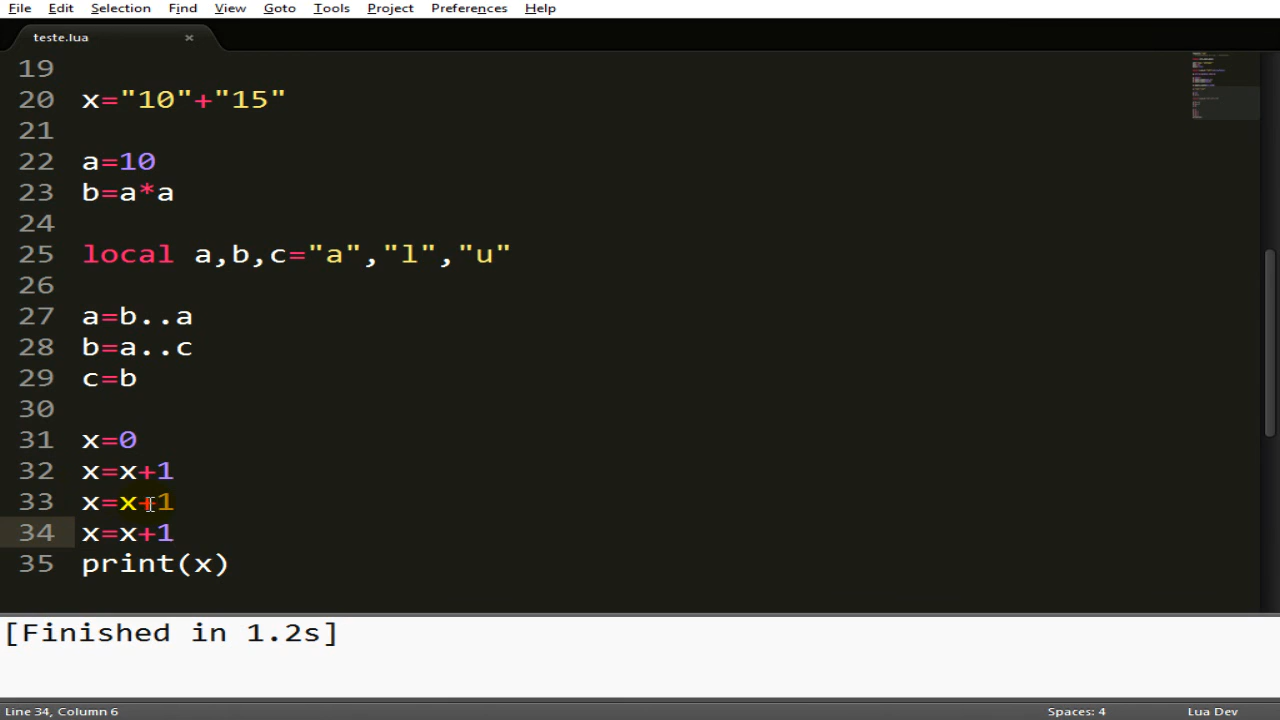 File Edit Selection Find View Goto Tools Project Preferences Help
teste.lua ×
19
20 x="10"+"15"
21
22 a=10
23 b=a*a
24
25 local a,b,c="a","l","u"
26
27 a=b..a
28 b=a..c
29 c=b
30
31 x=0
32 x=x+1
33 x=x+1
34 x=x+1
35 print(x)
[Finished in 1.2s]
Line 34, Column 6 Spaces: 4 Lua Dev